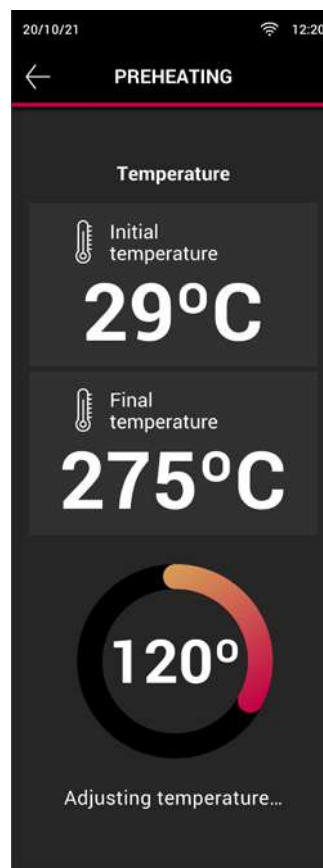 20/10/21 12:20
PREHEATING
Temperature
Initial
temperature
29ºC
Final
temperature
275ºC
120º
Adjusting temperature...